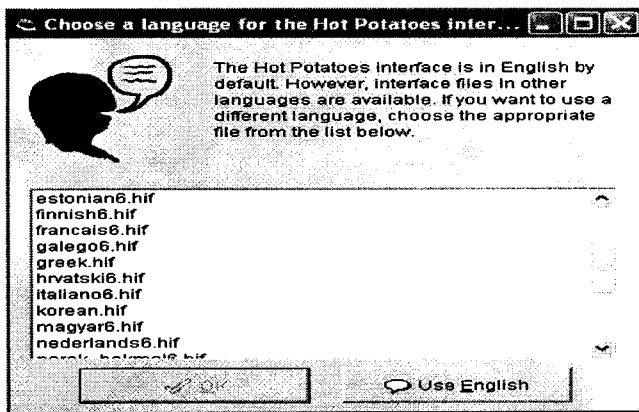 Choose a language for the Hot Potatoes inter...
The Hot Potatoes interface is in English by
default. However, interface files in other
languages are available. If you want to use a
different language, choose the appropriate
file from the list below.
estonian6.hif
finnish6.hif
francais6.hif
galego6.hif
greek.hif
hrvatski6.hif
italiano6.hif
korean.hif
magyar6.hif
nederlands6.hif
OK
Use English